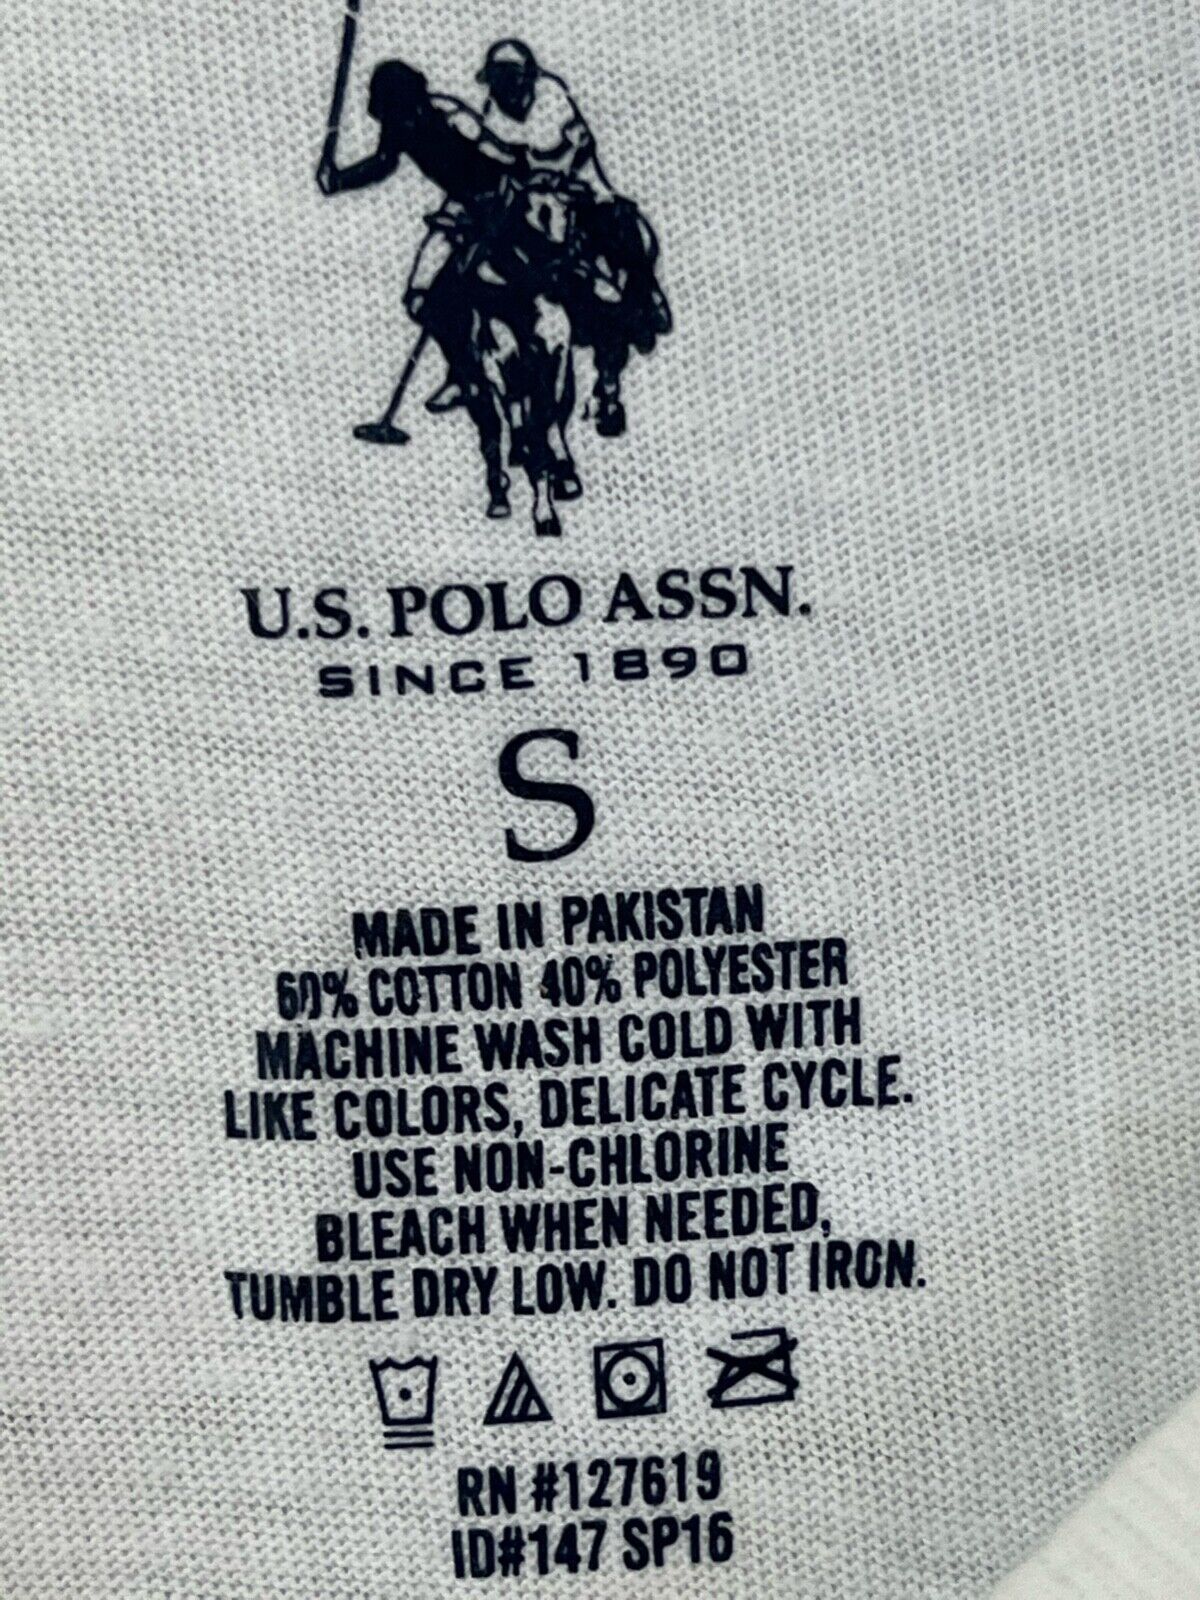 U.S. POLO ASSN.
SINCE 1890
S
MADE IN PAKISTAN
60% COTTON 40% POLYESTER
MACHINE WASH COLD WITH
LIKE COLORS, DELICATE CYCLE.
USE NON-CHLORINE
BLEACH WHEN NEEDED,
TUMBLE DRY LOW. DO NOT IRON.
RN #127619
ID#147 SP16